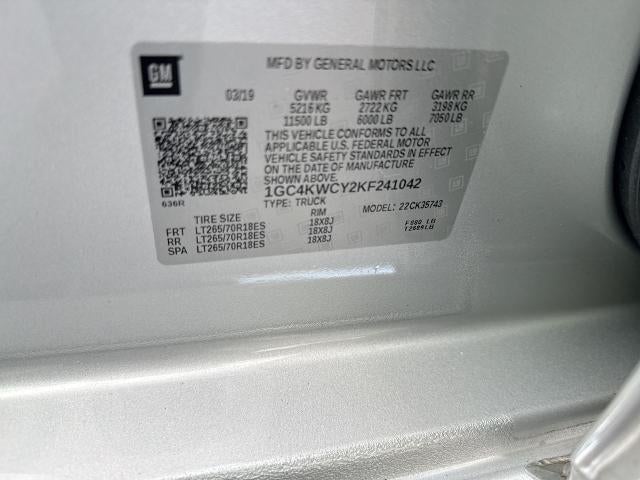 GM
MFD BY GENERAL MOTORS LLC
03/19 GVWR GAWR FRT GAWR RR
5216 KG 2722 KG 3198 KG
11500 LB 6000 LB 7050 LB
THIS VEHICLE CONFORMS TO ALL
APPLICABLE U.S. FEDERAL MOTOR
VEHICLE SAFETY STANDARDS IN EFFECT
ON THE DATE OF MANUFACTURE
SHOWN ABOVE.
1GC4KWCY2KF241042
636R
TYPE: TRUCK MODEL: 22CK35743
TIRE SIZE RIM
FRT LT265/70R18ES 18X8J
RR LT265/70R18ES 18X8J
SPA LT265/70R18ES 18X8J